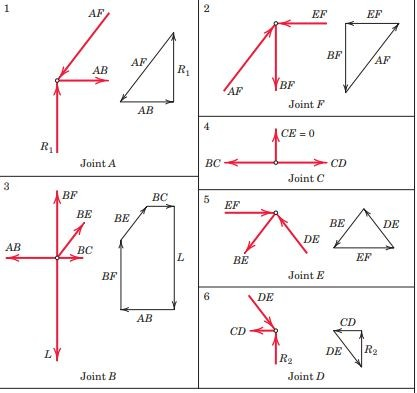 1
AF
AB
R1
Joint A
AF
R1
AB
2
EF
AF
BF
Joint F
EF
BF
AF
3
BF
BE
AB
BC
L
Joint B
BC
BE
BF
L
AB
4
CE = 0
BC
CD
Joint C
5
EF
BE
DE
Joint E
BE
DE
EF
6
DE
CD
R2
Joint D
CD
DE
R2